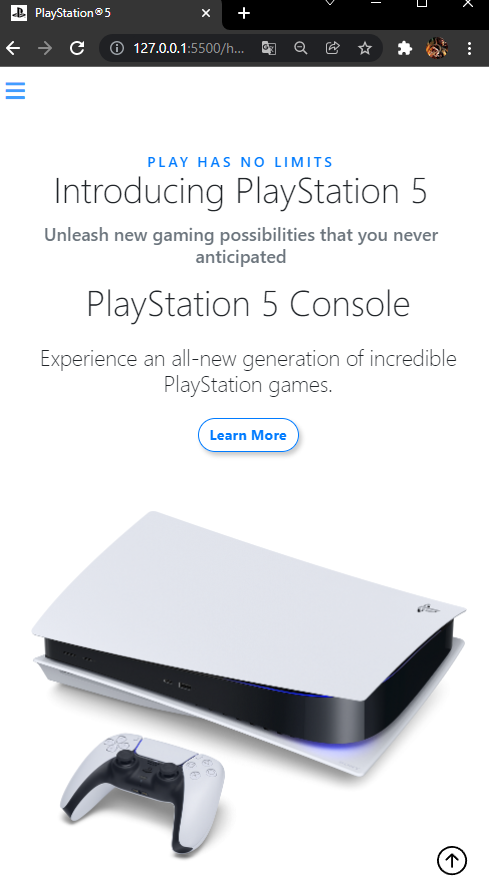 PlayStation®5
127.0.0.1:5500/h...
PLAY HAS NO LIMITS
Introducing PlayStation 5
Unleash new gaming possibilities that you never
anticipated
PlayStation 5 Console
Experience an all-new generation of incredible
PlayStation games.
Learn More